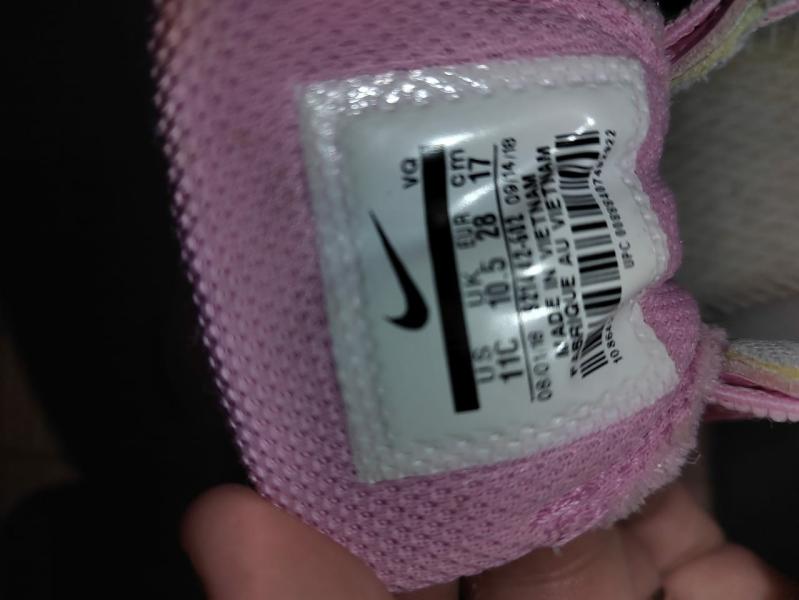 VQ
US UK EUR cm
11C 10.5 28 17
08/01/18 09/14/18
MADE IN VIETNAM
FABRIQUE AU VIETNAM
UPC